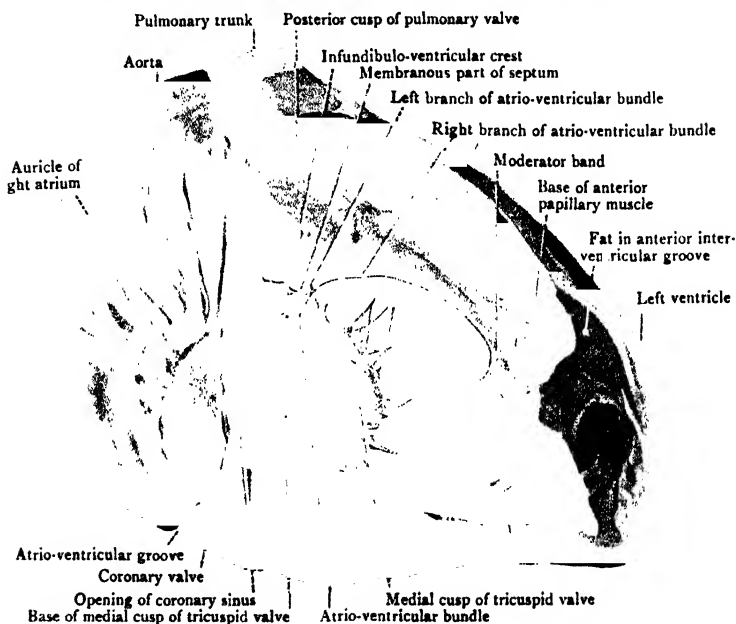 Pulmonary trunk
Posterior cusp of pulmonary valve
Infundibulo-ventricular crest
Aorta
Membranous part of septum
Left branch of atrio-ventricular bundle
Right branch of atrio-ventricular bundle
Moderator band
Auricle of
ght atrium
Base of anterior
papillary muscle
Fat in anterior inter-
ven ricular groove
Left ventricle
Atrio-ventricular groove
Coronary valve
Opening of coronary sinus
Medial cusp of tricuspid valve
Base of medial cusp of tricuspid valve
Atrio-ventricular bundle